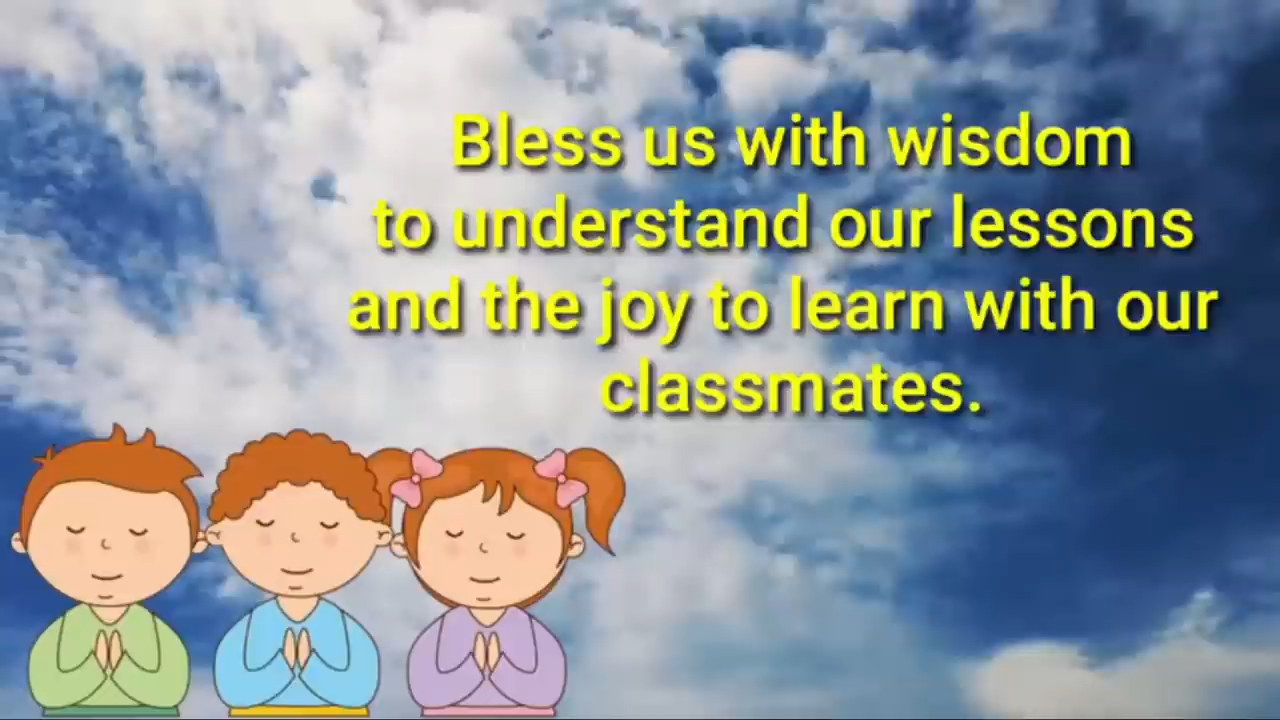 Bless us with wisdom
to understand our lessons
and the joy to learn with our
classmates.